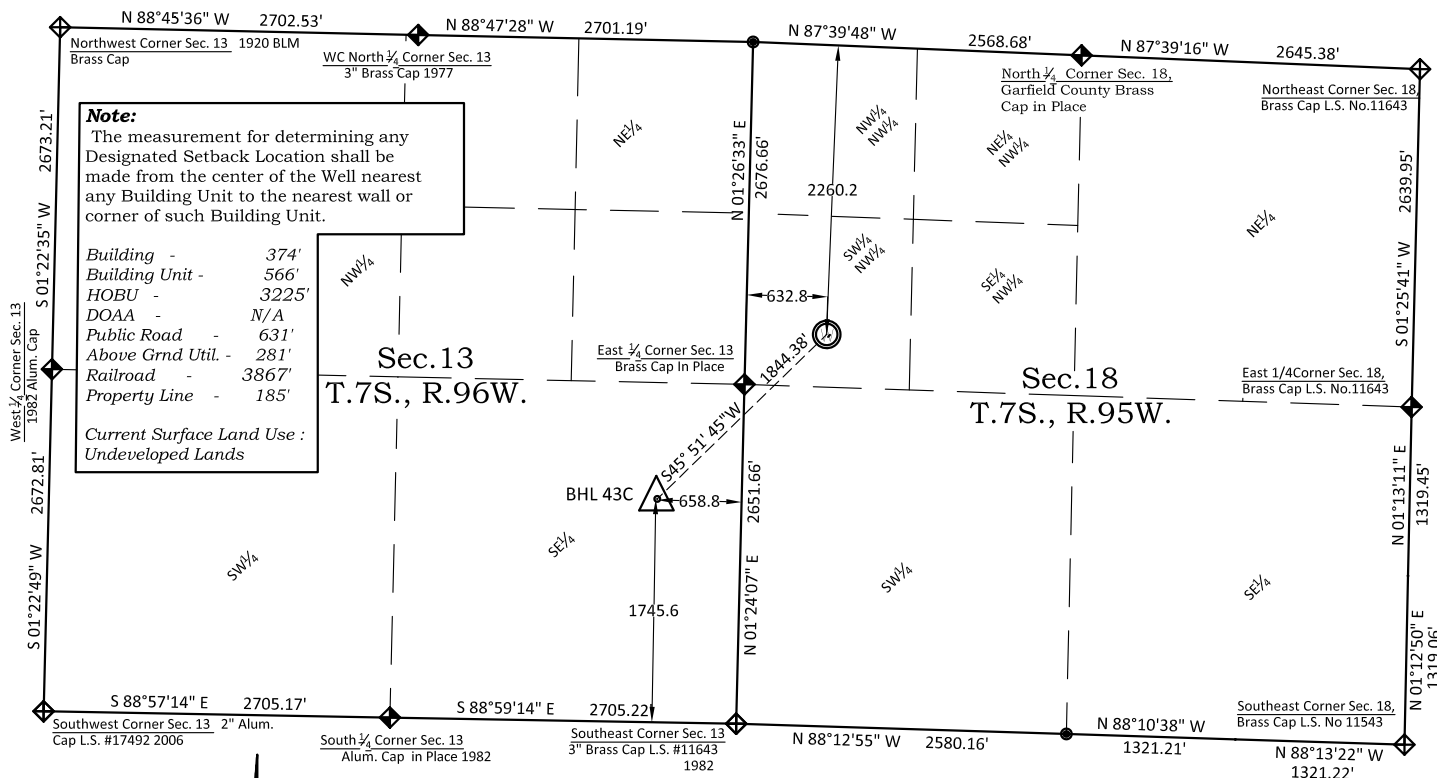 N 88°45'36" W 2702.53'
N 88°47'28" W 2701.19'
N 87°39'48" W 2568.68'
N 87°39'16" W 2645.38'
Northwest Corner Sec. 13 1920 BLM
Brass Cap
WC North ¼ Corner Sec. 13
3" Brass Cap 1977
North ¼ Corner Sec. 18,
Garfield County Brass
Cap in Place
Northeast Corner Sec. 18,
Brass Cap L.S. No.11643
Note:
The measurement for determining any
Designated Setback Location shall be
made from the center of the Well nearest
any Building Unit to the nearest wall or
corner of such Building Unit.
Building - 374'
Building Unit - 566'
HOBU - 3225'
DOAA - N/A
Public Road - 631'
Above Grnd Util. - 281'
Railroad - 3867'
Property Line - 185'
Current Surface Land Use :
Undeveloped Lands
S 01°22'35" W 2673.21'
West ¼ Corner Sec. 13
1982 Alum. Cap
S 01°22'49" W 2672.81'
NW¼
NE¼
SW¼
SE¼
Sec.13
T.7S., R.96W.
East ¼ Corner Sec. 13
Brass Cap In Place
N 01°26'33" E
2676.66'
N 01°24'07" E
2651.66'
NW¼
NW¼
NE¼
NW¼
SW¼
NW¼
SE¼
NW¼
NE¼
2260.2
632.8
1844.38'
S45° 51' 45"W
BHL 43C
658.8
1745.6
Sec.18
T.7S., R.95W.
SW¼
SE¼
East 1/4Corner Sec. 18,
Brass Cap L.S. No.11643
S 01°25'41" W 2639.95'
N 01°13'11" E
1319.45'
N 01°12'50" E
1319.06'
S 88°57'14" E 2705.17'
S 88°59'14" E 2705.22'
N 88°12'55" W 2580.16'
N 88°10'38" W
1321.21'
N 88°13'22" W
1321.22'
Southwest Corner Sec. 13 2" Alum.
Cap L.S. #17492 2006
South ¼ Corner Sec. 13
Alum. Cap in Place 1982
Southeast Corner Sec. 13
3" Brass Cap L.S. #11643
1982
Southeast Corner Sec. 18,
Brass Cap L.S. No 11543